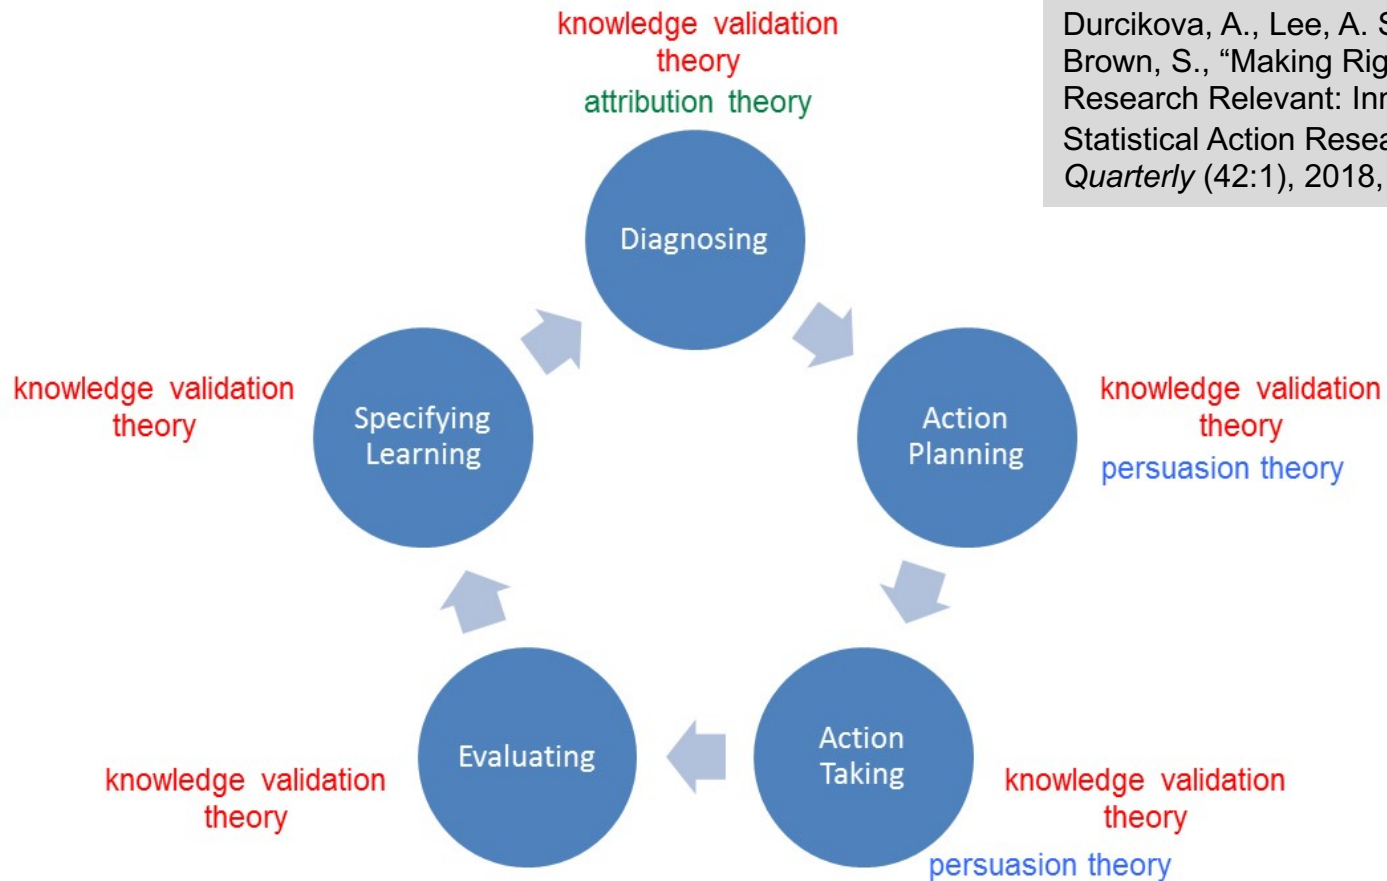 knowledge validation
theory
attribution theory
Durcikova, A., Lee, A. S
Brown, S., “Making Rig
Research Relevant: Inn
Statistical Action Resea
Quarterly (42:1), 2018,
Diagnosing
knowledge validation
theory
Specifying
Learning
Action
Planning
knowledge validation
theory
persuasion theory
knowledge validation
theory
Evaluating
Action
Taking
knowledge validation
theory
persuasion theory